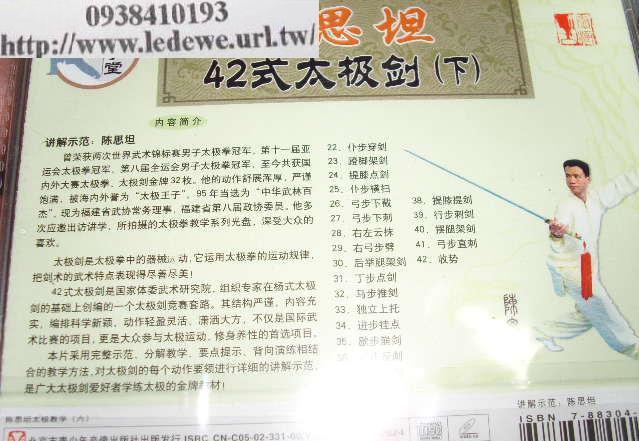 0938410193
http://www.ledewe.url.tw/
思坦
42式太极剑(下)
内容简介
讲解示范：陈思坦
曾荣获两次世界武术锦标赛男子太极拳冠军，第十一届亚
运会太极拳冠军，第八届全运会男子太极拳冠军，至今共获国
内外大赛太极拳、太极剑金牌32枚。他的动作舒展浑厚，严谨
饱满，被海内外誉为“太极王子”，95年当选为“中华武林百
杰”，现为福建省武协常务理事，福建省第八届政协委员。他多
次应邀出访讲学，所拍摄的太极拳教学系列光盘，深受大众的
喜欢。
太极剑是太极拳中的器械运动，它运用太极拳的运动规律，
把剑术的武术特点表现得尽善尽美！
42式太极剑是国家体委武术研究院，组织专家在杨式太极剑
的基础上创编的一个太极剑竞赛套路。其结构严谨，内容充
实，编排科学新颖，动作轻盈灵活、潇洒大方，不仅是国际武
术比赛的项目，更是大众参与太极运动，修身养性的首选项目。
本片采用完整示范、分解教学、要点提示、背向演练相结
合的教学方法，对太极剑的每个动作要领进行详细的讲解示范，
是广大太极剑爱好者学练太极的金牌教材！
22、仆步穿剑
23、蹬脚架剑
24、提膝点剑
25、仆步横扫
26、弓步下截
27、弓步下刺
28、右左云抹
29、右弓步劈
30、后举腿架剑
31、丁步点剑
32、马步推剑
33、独立上托
34、进步挂点
35、歇步崩剑
38、提膝提剑
39、行步刺剑
40、摆腿架剑
41、弓步直刺
42、收势
陈思坦太极教学（六）
讲解示范：陈思坦
ISBN 7-88304-
ISRC CN-C05-02-331-00